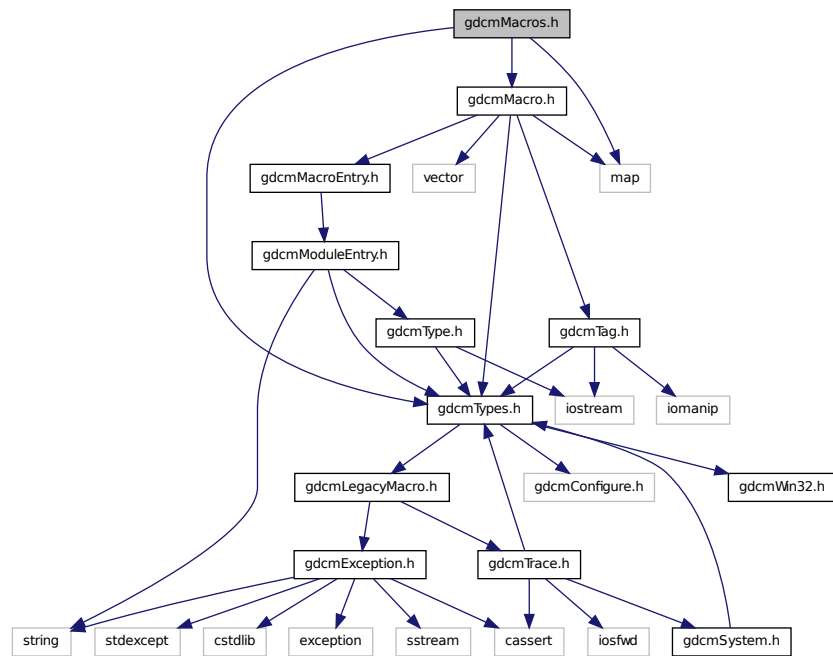 gdcmMacros.h
gdcmMacro.h
gdcmMacroEntry.h
vector
map
gdcmModuleEntry.h
gdcmType.h
gdcmTag.h
gdcmTypes.h
iostream
iomanip
gdcmLegacyMacro.h
gdcmConfigure.h
gdcmWin32.h
gdcmException.h
gdcmTrace.h
string
stdexcept
cstdlib
exception
sstream
cassert
iosfwd
gdcmSystem.h